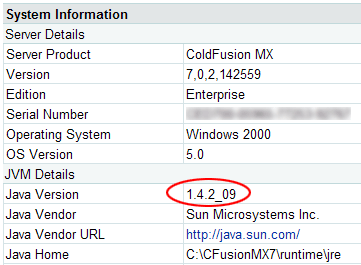 System Information
Server Details
Server Product ColdFusion MX
Version 7,0,2,142559
Edition Enterprise
Serial Number
Operating System Windows 2000
OS Version 5.0
JVM Details
Java Version 1.4.2_09
Java Vendor Sun Microsystems Inc.
Java Vendor URL http://java.sun.com/
Java Home C:\CFusionMX7\runtime\jre